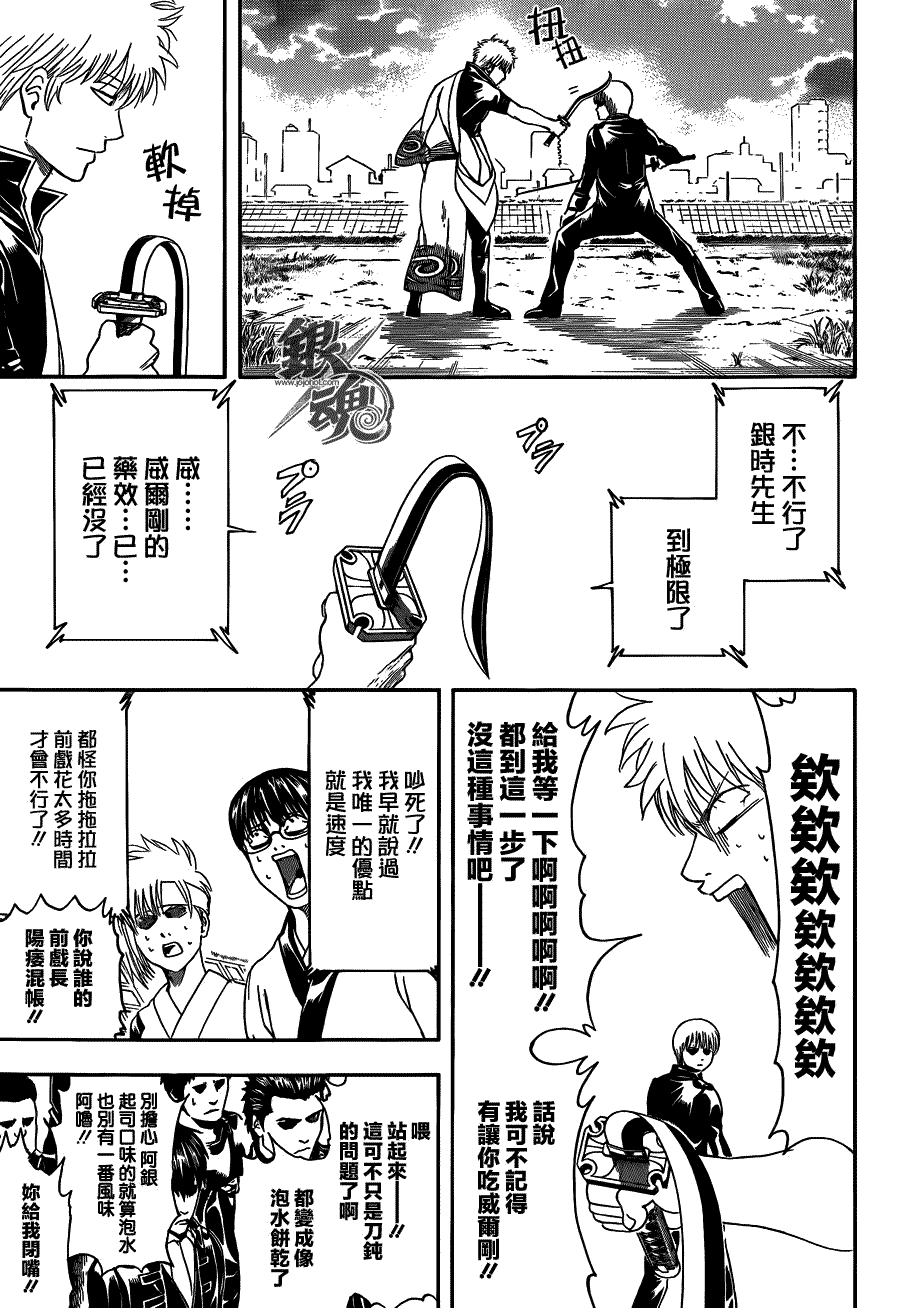 扭
扭
軟
掉
銀
魂
www.jojohot.com
不…不行了
銀時先生
到極限了
プラ
プラ
威……
威爾剛的
藥效…已…
已經沒了
欸欸欸欸欸欸欸
給我等一下啊啊啊啊!!
都到這一步了
沒這種事情吧——!!
話說
我可不記得
有讓你吃威爾剛
吵死了!!
我早就說過
我唯一的優點
就是速度
都怪你拖拖拉拉
前戲花太多時間
才會不行了!!
你說誰的
前戲長
陽痿混帳!!
喂
站起來——!!
這可不只是刀鈍
的問題了啊
都變成像
泡水餅乾了
別擔心 阿銀
起司口味的就算泡水
也別有一番風味
阿嚕!!
妳給我閉嘴!!